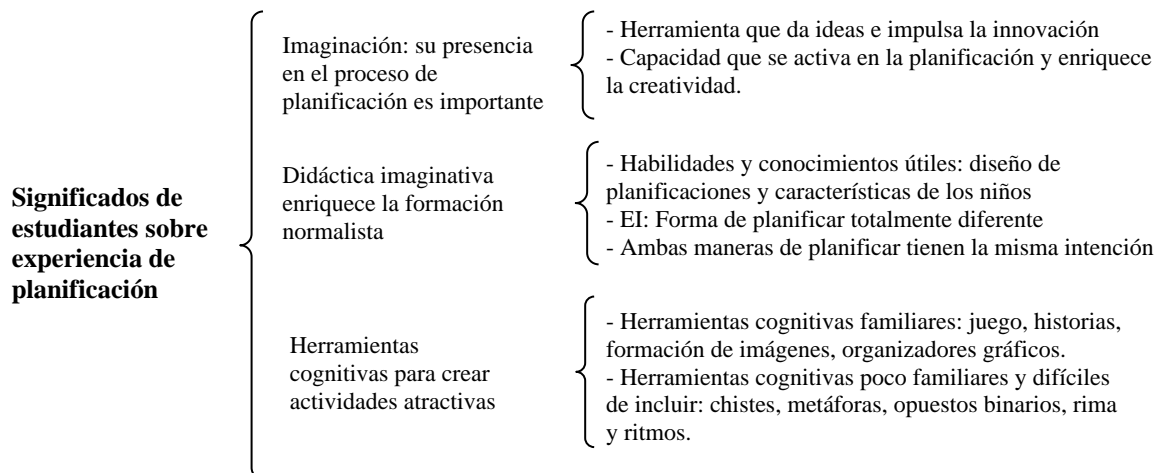 Significados de
estudiantes sobre
experiencia de
planificación
Imaginación: su presencia
en el proceso de
planificación es importante
- Herramienta que da ideas e impulsa la innovación
- Capacidad que se activa en la planificación y enriquece
la creatividad.
Didáctica imaginativa
enriquece la formación
normalista
- Habilidades y conocimientos útiles: diseño de
planificaciones y características de los niños
- EI: Forma de planificar totalmente diferente
- Ambas maneras de planificar tienen la misma intención
Herramientas
cognitivas para crear
actividades atractivas
- Herramientas cognitivas familiares: juego, historias,
formación de imágenes, organizadores gráficos.
- Herramientas cognitivas poco familiares y difíciles
de incluir: chistes, metáforas, opuestos binarios, rima
y ritmos.